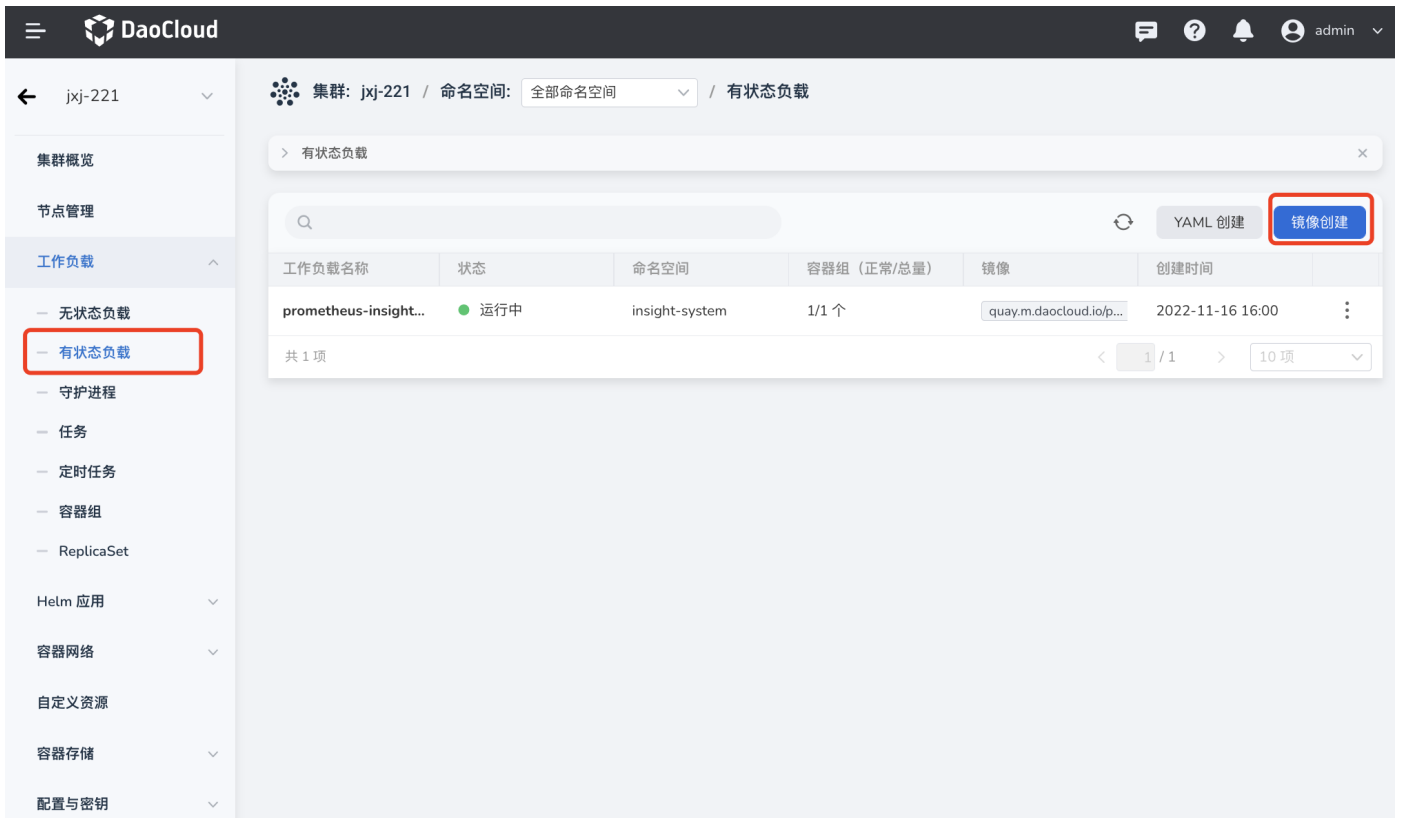 DaoCloud
admin
jxj-221
集群: jxj-221 / 命名空间: 全部命名空间 / 有状态负载
有状态负载
YAML 创建
镜像创建
工作负载名称 状态 命名空间 容器组（正常/总量） 镜像 创建时间
prometheus-insight... 运行中 insight-system 1/1 个 quay.m.daocloud.io/p... 2022-11-16 16:00
共 1 项
1 / 1
10 项
集群概览
节点管理
工作负载
无状态负载
有状态负载
守护进程
任务
定时任务
容器组
ReplicaSet
Helm 应用
容器网络
自定义资源
容器存储
配置与密钥